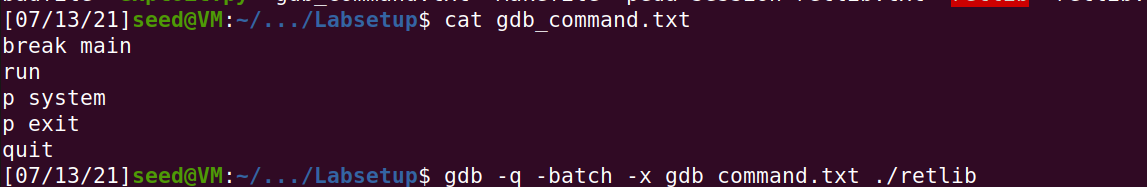 [07/13/21]seed@VM:~/.../Labsetup$ cat gdb_command.txt
break main
run
p system
p exit
quit
[07/13/21]seed@VM:~/.../Labsetup$ gdb -q -batch -x gdb_command.txt ./retlib